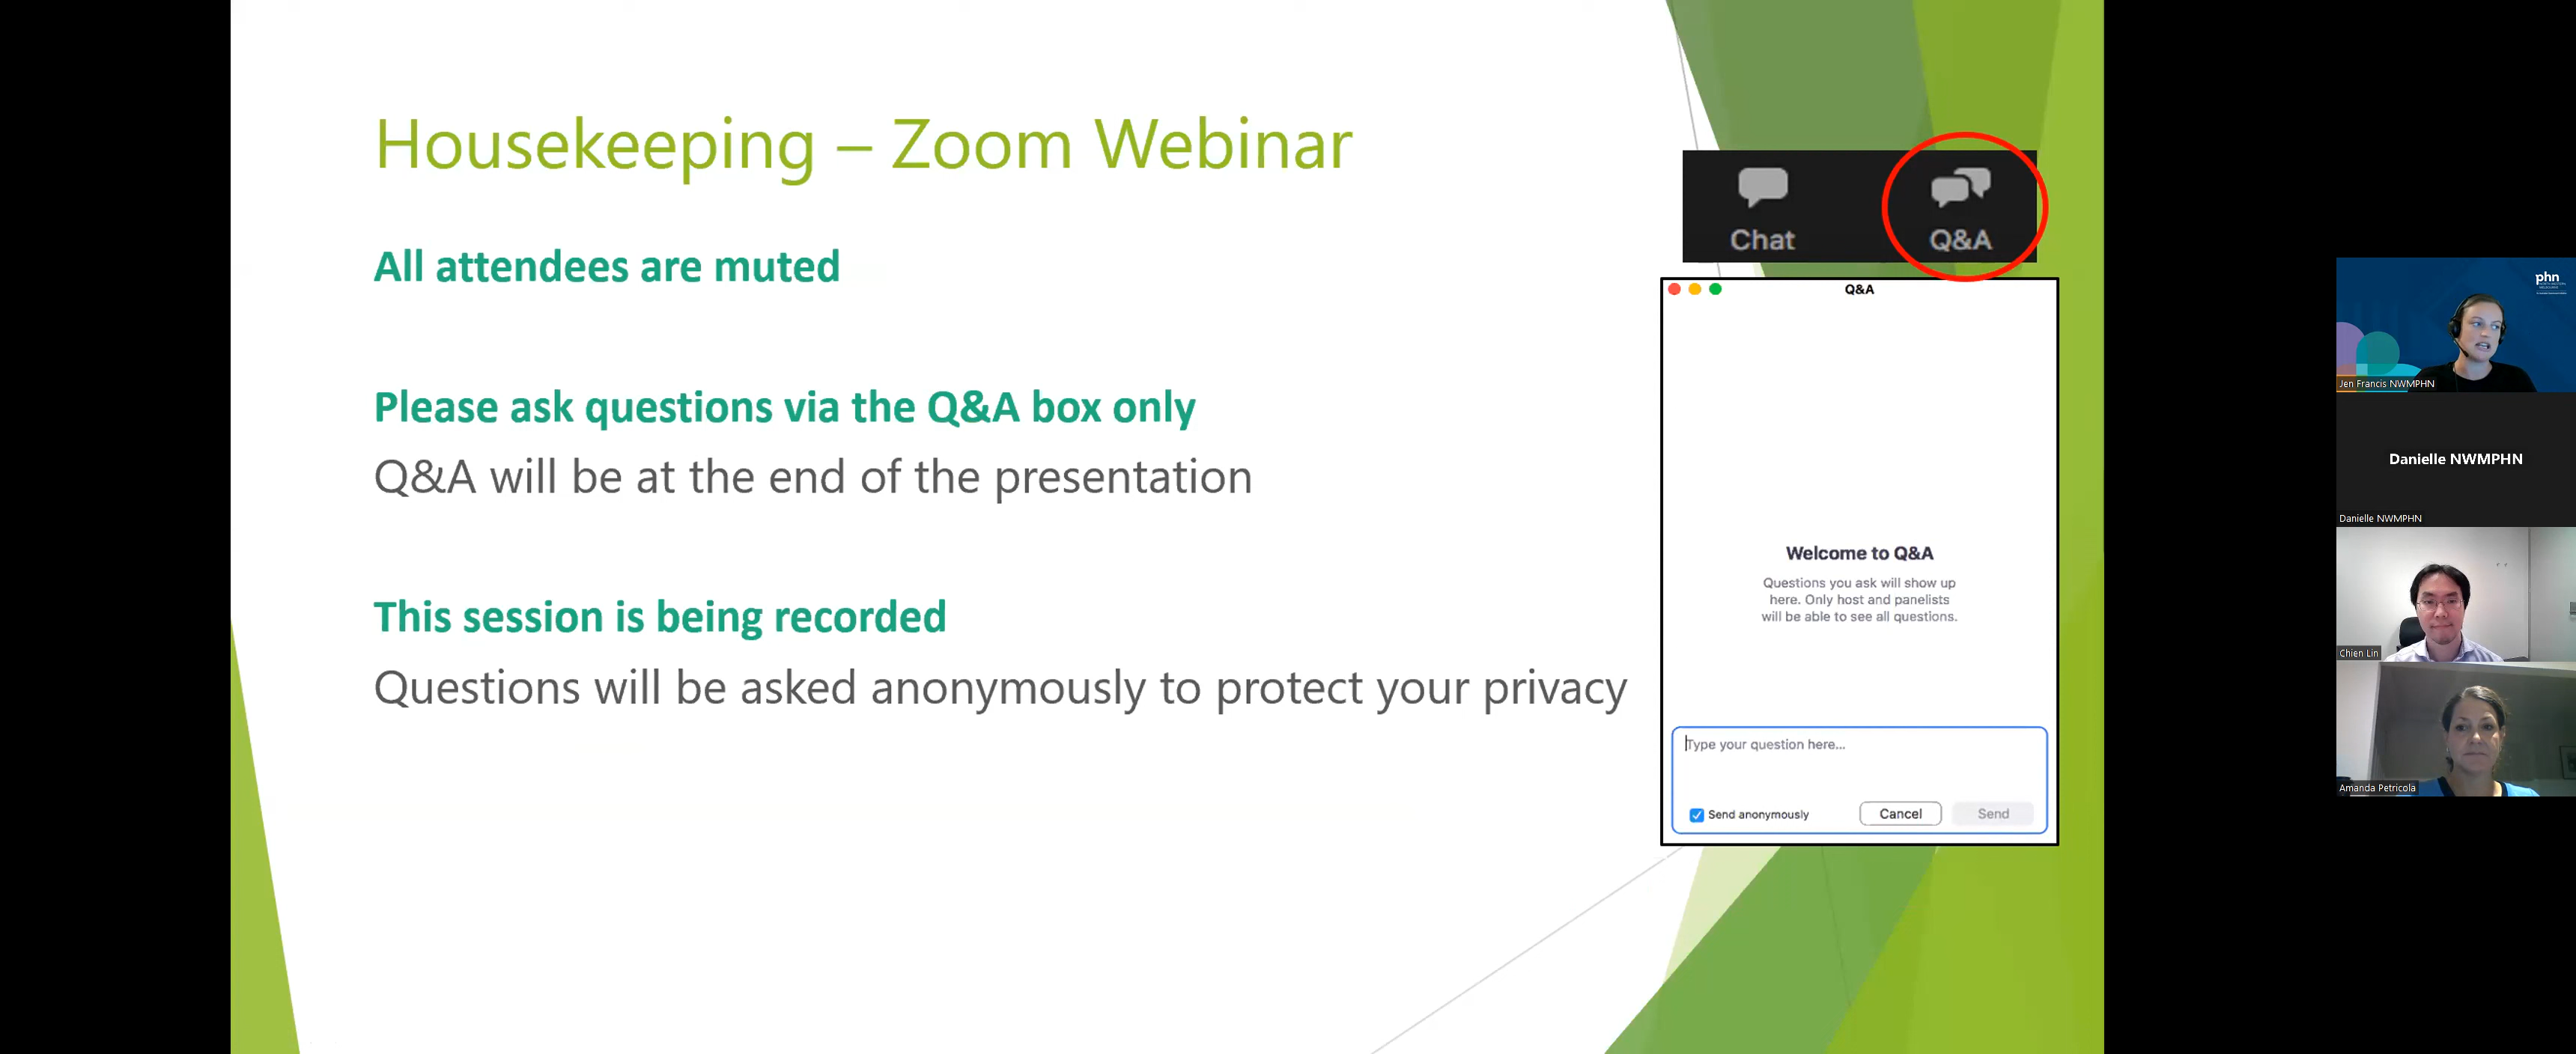 Housekeeping – Zoom Webinar
All attendees are muted
Please ask questions via the Q&A box only
Q&A will be at the end of the presentation
This session is being recorded
Questions will be asked anonymously to protect your privacy
Chat
Q&A
Q&A
Welcome to Q&A
Questions you ask will show up
here. Only host and panelists
will be able to see all questions.
Type your question here...
Send anonymously
Cancel
Send
phn
Jen Francis NWMPHN
Danielle NWMPHN
Danielle NWMPHN
Chien Lin
Amanda Petricola